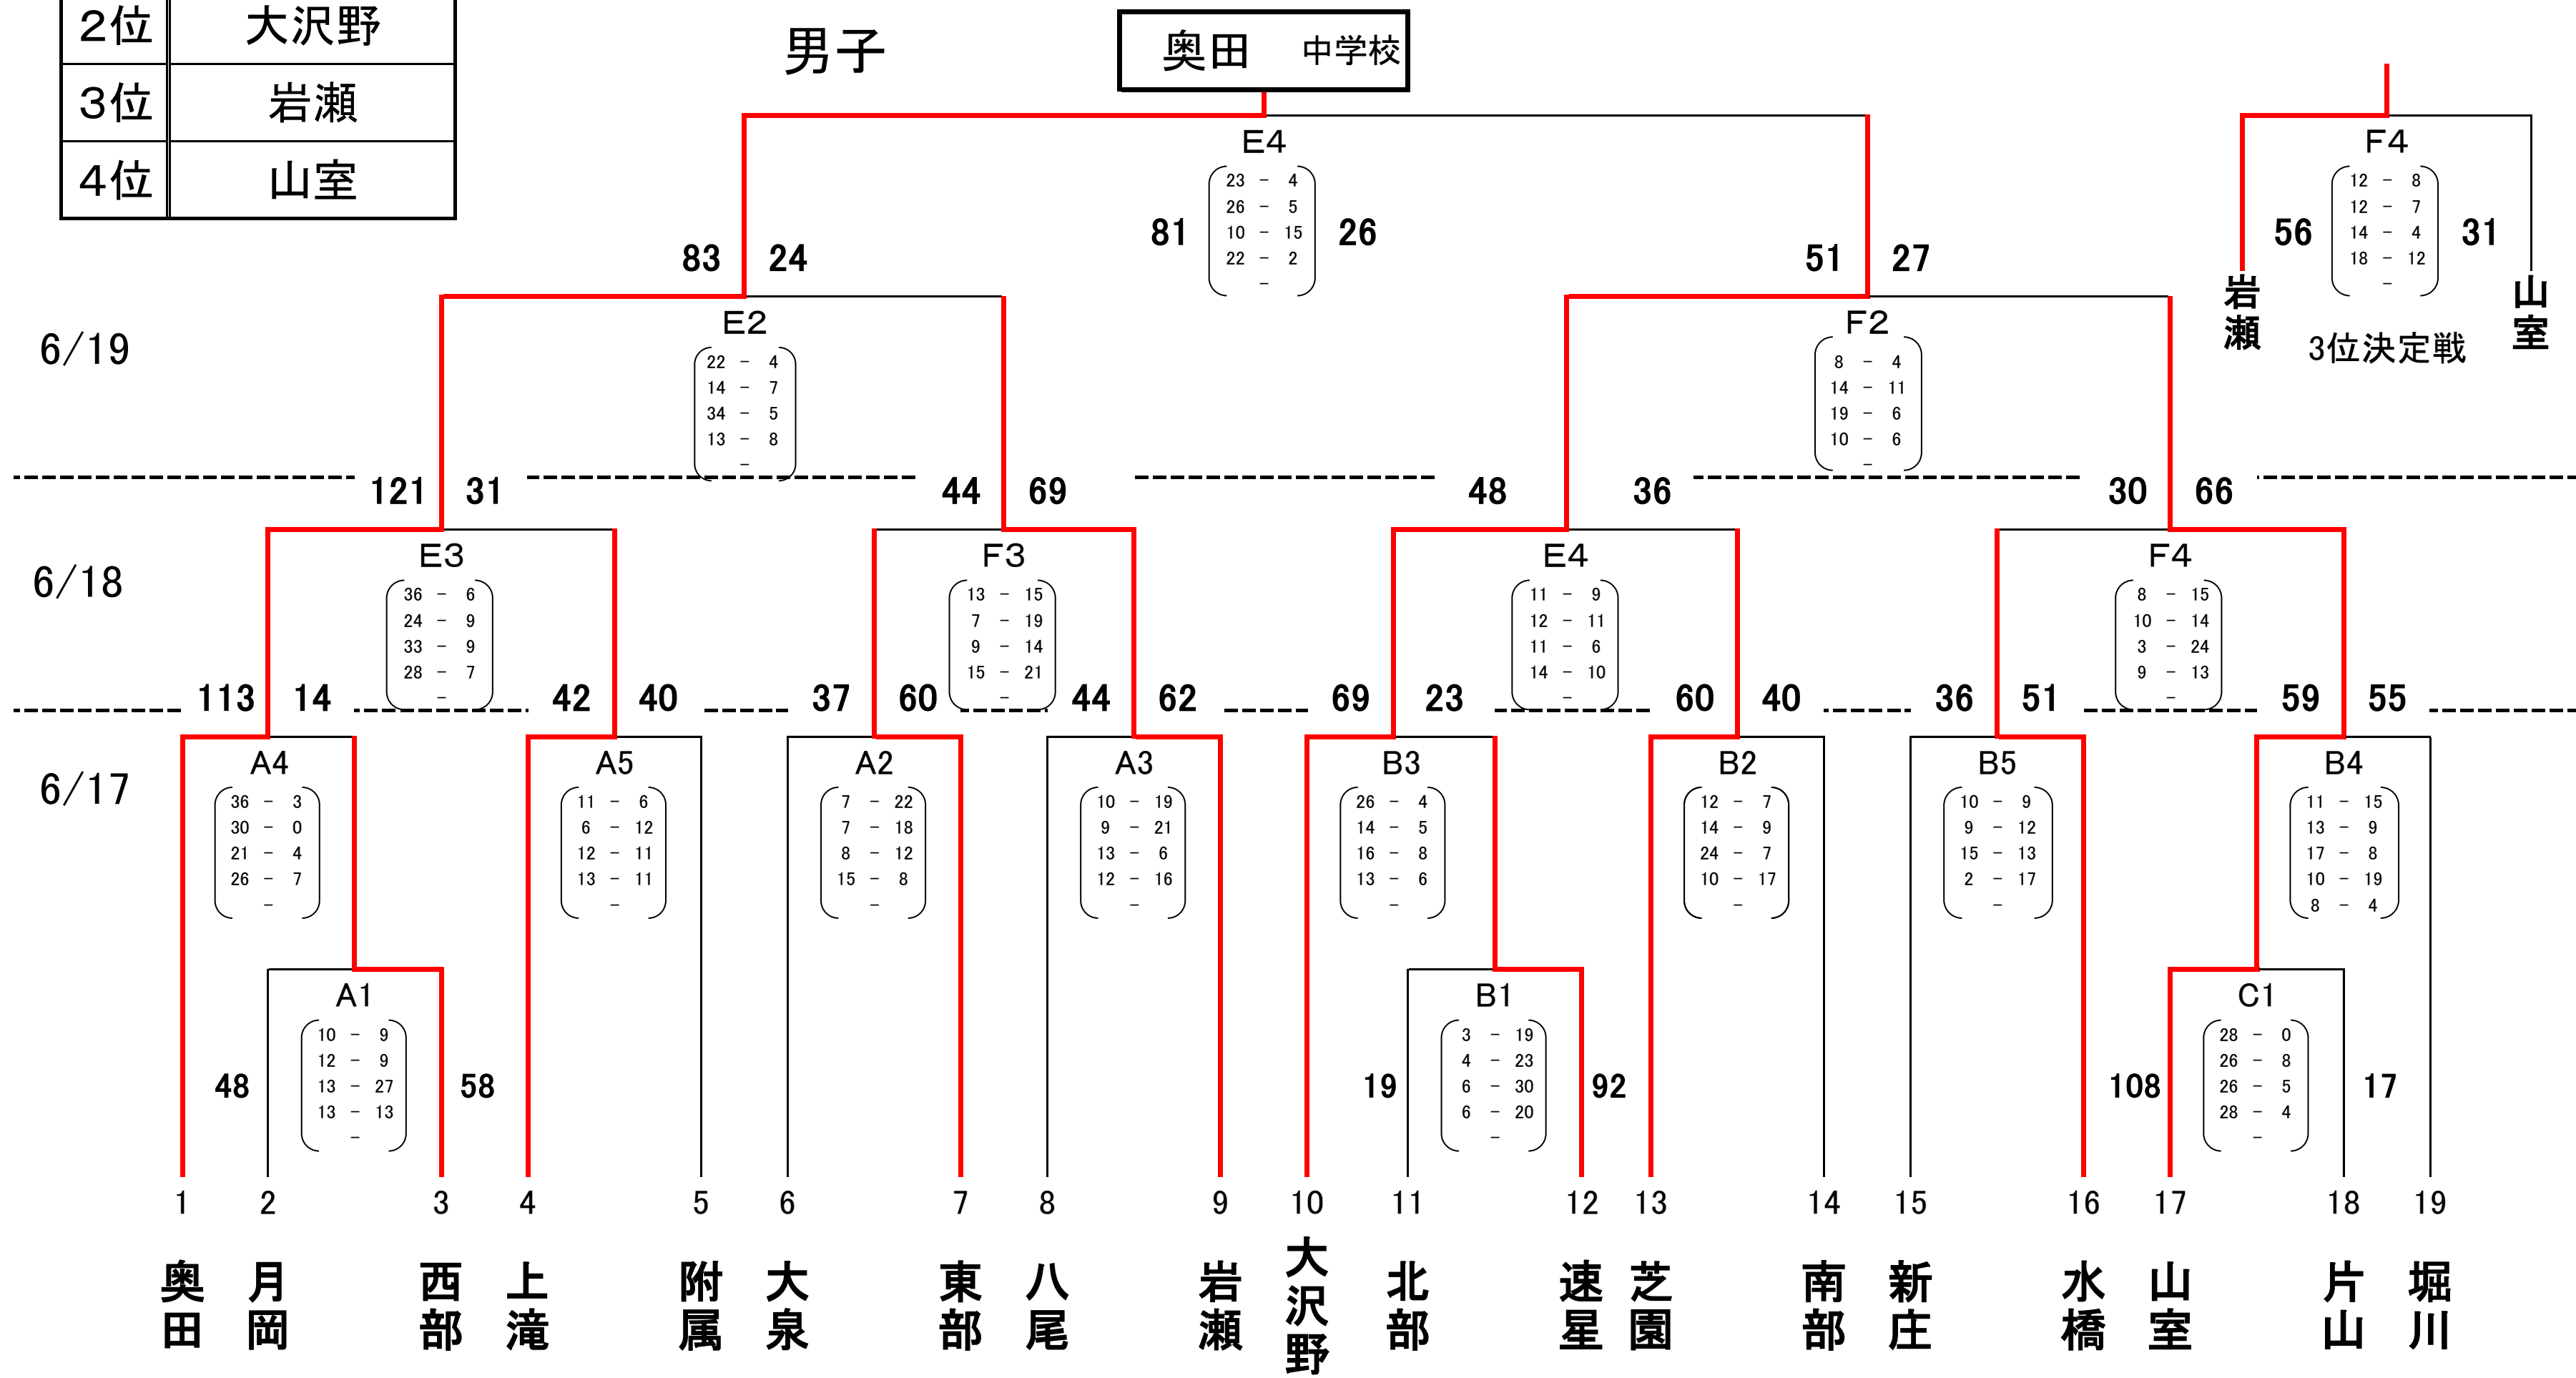 2位 大沢野
3位 岩瀬
4位 山室
男子
奥田 中学校
E4
23 - 4
26 - 5
10 - 15
22 - 2
-
81 26
F4
12 - 8
12 - 7
14 - 4
18 - 12
-
56 31
岩瀬
山室
3位決定戦
83 24
51 27
6/19
E2
22 - 4
14 - 7
34 - 5
13 - 8
-
F2
8 - 4
14 - 11
19 - 6
10 - 6
-
121 31
44 69
48 36
30 66
6/18
E3
36 - 6
24 - 9
33 - 9
28 - 7
-
F3
13 - 15
7 - 19
9 - 14
15 - 21
-
E4
11 - 9
12 - 11
11 - 6
14 - 10
-
F4
8 - 15
10 - 14
3 - 24
9 - 13
-
113 14
42 40
37 60
44 62
69 23
60 40
36 51
59 55
6/17
A4
36 - 3
30 - 0
21 - 4
26 - 7
-
A5
11 - 6
6 - 12
12 - 11
13 - 11
-
A2
7 - 22
7 - 18
8 - 12
15 - 8
-
A3
10 - 19
9 - 21
13 - 6
12 - 16
-
B3
26 - 4
14 - 5
16 - 8
13 - 6
-
B2
12 - 7
14 - 9
24 - 7
10 - 17
-
B5
10 - 9
9 - 12
15 - 13
2 - 17
-
B4
11 - 15
13 - 9
17 - 8
10 - 19
8 - 4
A1
10 - 9
12 - 9
13 - 27
13 - 13
-
48 58
B1
3 - 19
4 - 23
6 - 30
6 - 20
-
19 92
C1
28 - 0
26 - 8
26 - 5
28 - 4
-
108 17
1 2 3 4 5 6 7 8 9 10 11 12 13 14 15 16 17 18 19
奥田
月岡
西部
上滝
附属
大泉
東部
八尾
岩瀬
大沢野
北部
速星
芝園
南部
新庄
水橋
山室
片山
堀川